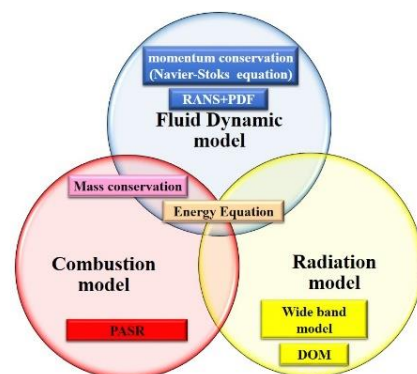 momentum conservation
(Navier-Stoks equation)
RANS+PDF
Fluid Dynamic
model
Mass conservation
Energy Equation
Combustion
model
Radiation
model
PASR
Wide band
model
DOM